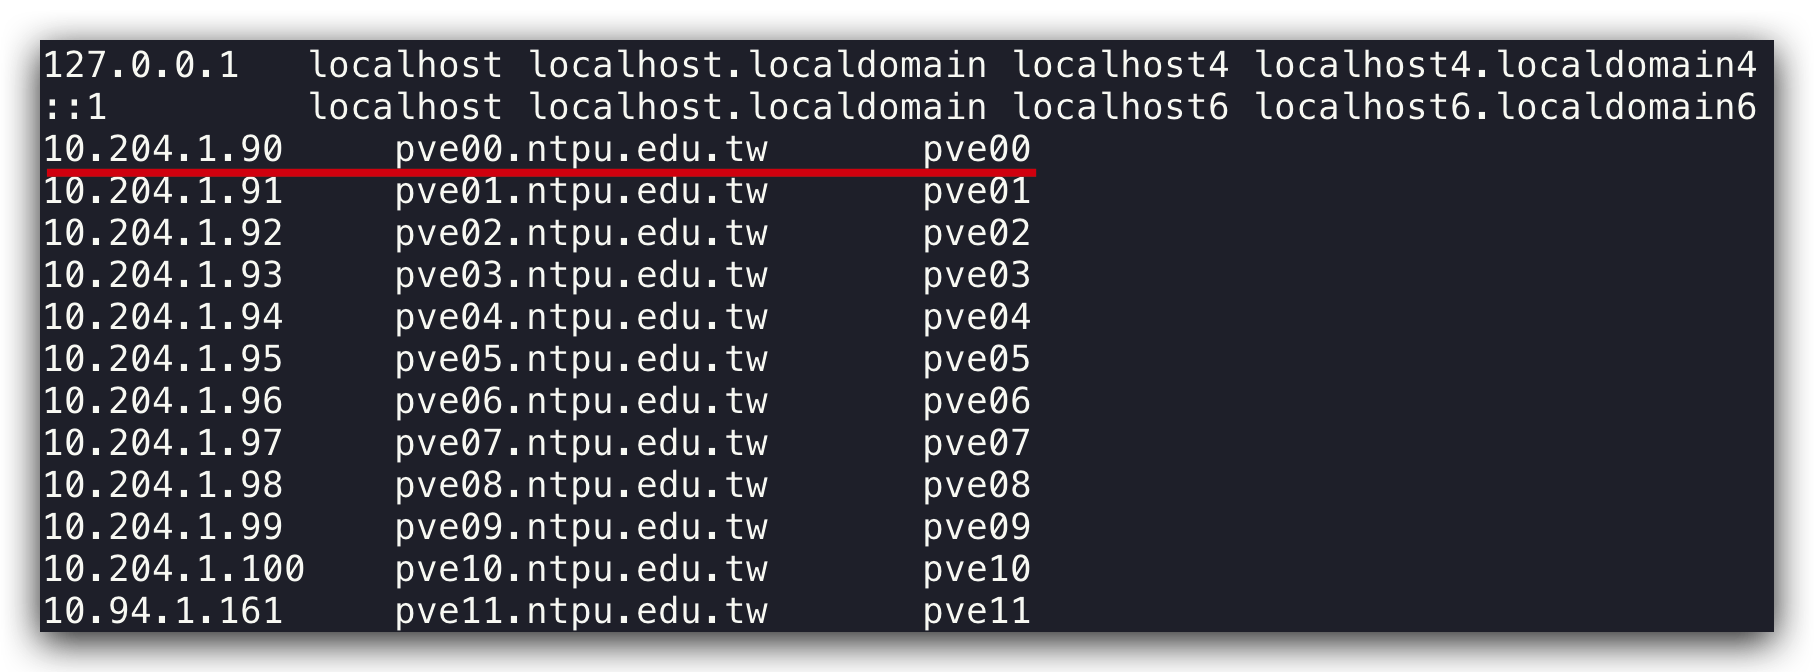 127.0.0.1   localhost localhost.localdomain localhost4 localhost4.localdomain4
::1         localhost localhost.localdomain localhost6 localhost6.localdomain6
10.204.1.90     pve00.ntpu.edu.tw       pve00
10.204.1.91     pve01.ntpu.edu.tw       pve01
10.204.1.92     pve02.ntpu.edu.tw       pve02
10.204.1.93     pve03.ntpu.edu.tw       pve03
10.204.1.94     pve04.ntpu.edu.tw       pve04
10.204.1.95     pve05.ntpu.edu.tw       pve05
10.204.1.96     pve06.ntpu.edu.tw       pve06
10.204.1.97     pve07.ntpu.edu.tw       pve07
10.204.1.98     pve08.ntpu.edu.tw       pve08
10.204.1.99     pve09.ntpu.edu.tw       pve09
10.204.1.100    pve10.ntpu.edu.tw       pve10
10.94.1.161     pve11.ntpu.edu.tw       pve11